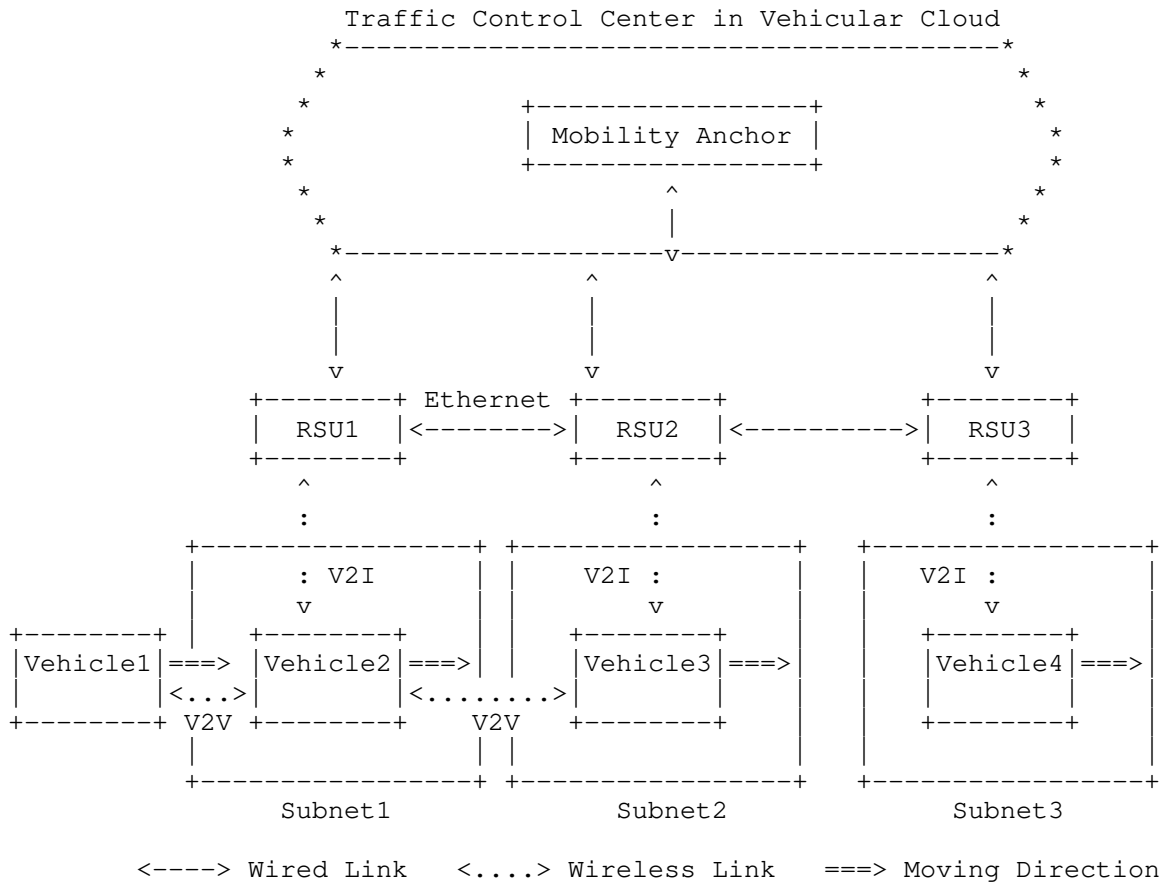 Traffic Control Center in Vehicular Cloud
Mobility Anchor
Ethernet
RSU1 RSU2 RSU3
V2I V2I V2I
Vehicle1 Vehicle2 Vehicle3 Vehicle4
V2V V2V
Subnet1 Subnet2 Subnet3
<----> Wired Link <....> Wireless Link ===> Moving Direction